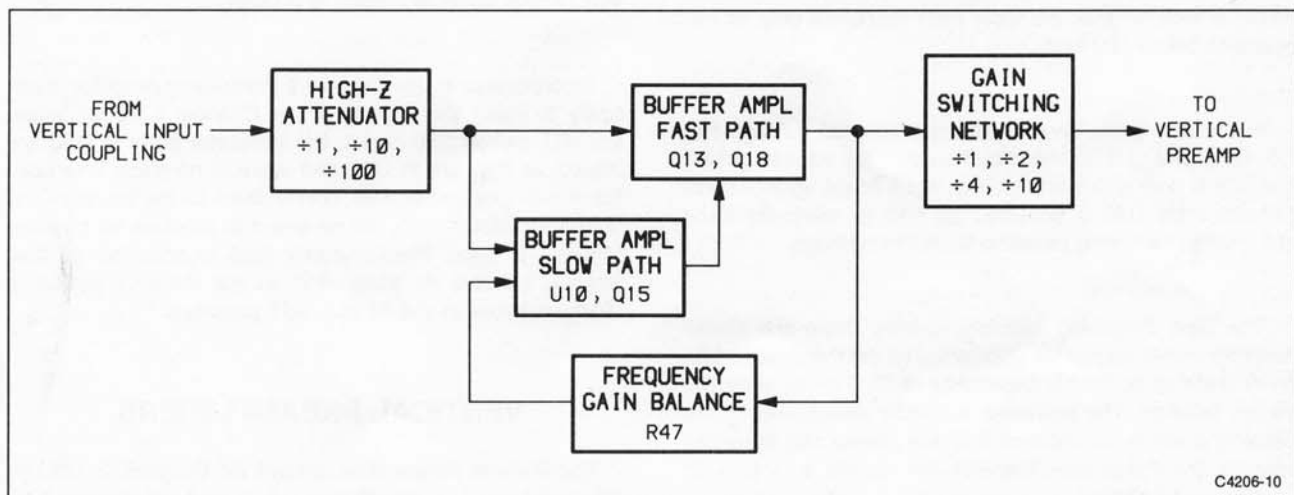 FROM
VERTICAL INPUT
COUPLING
HIGH-Z
ATTENUATOR
÷1, ÷10,
÷100
BUFFER AMPL
FAST PATH
Q13, Q18
GAIN
SWITCHING
NETWORK
÷1, ÷2,
÷4, ÷10
TO
VERTICAL
PREAMP
BUFFER AMPL
SLOW PATH
U10, Q15
FREQUENCY
GAIN BALANCE
R47
C4206-10